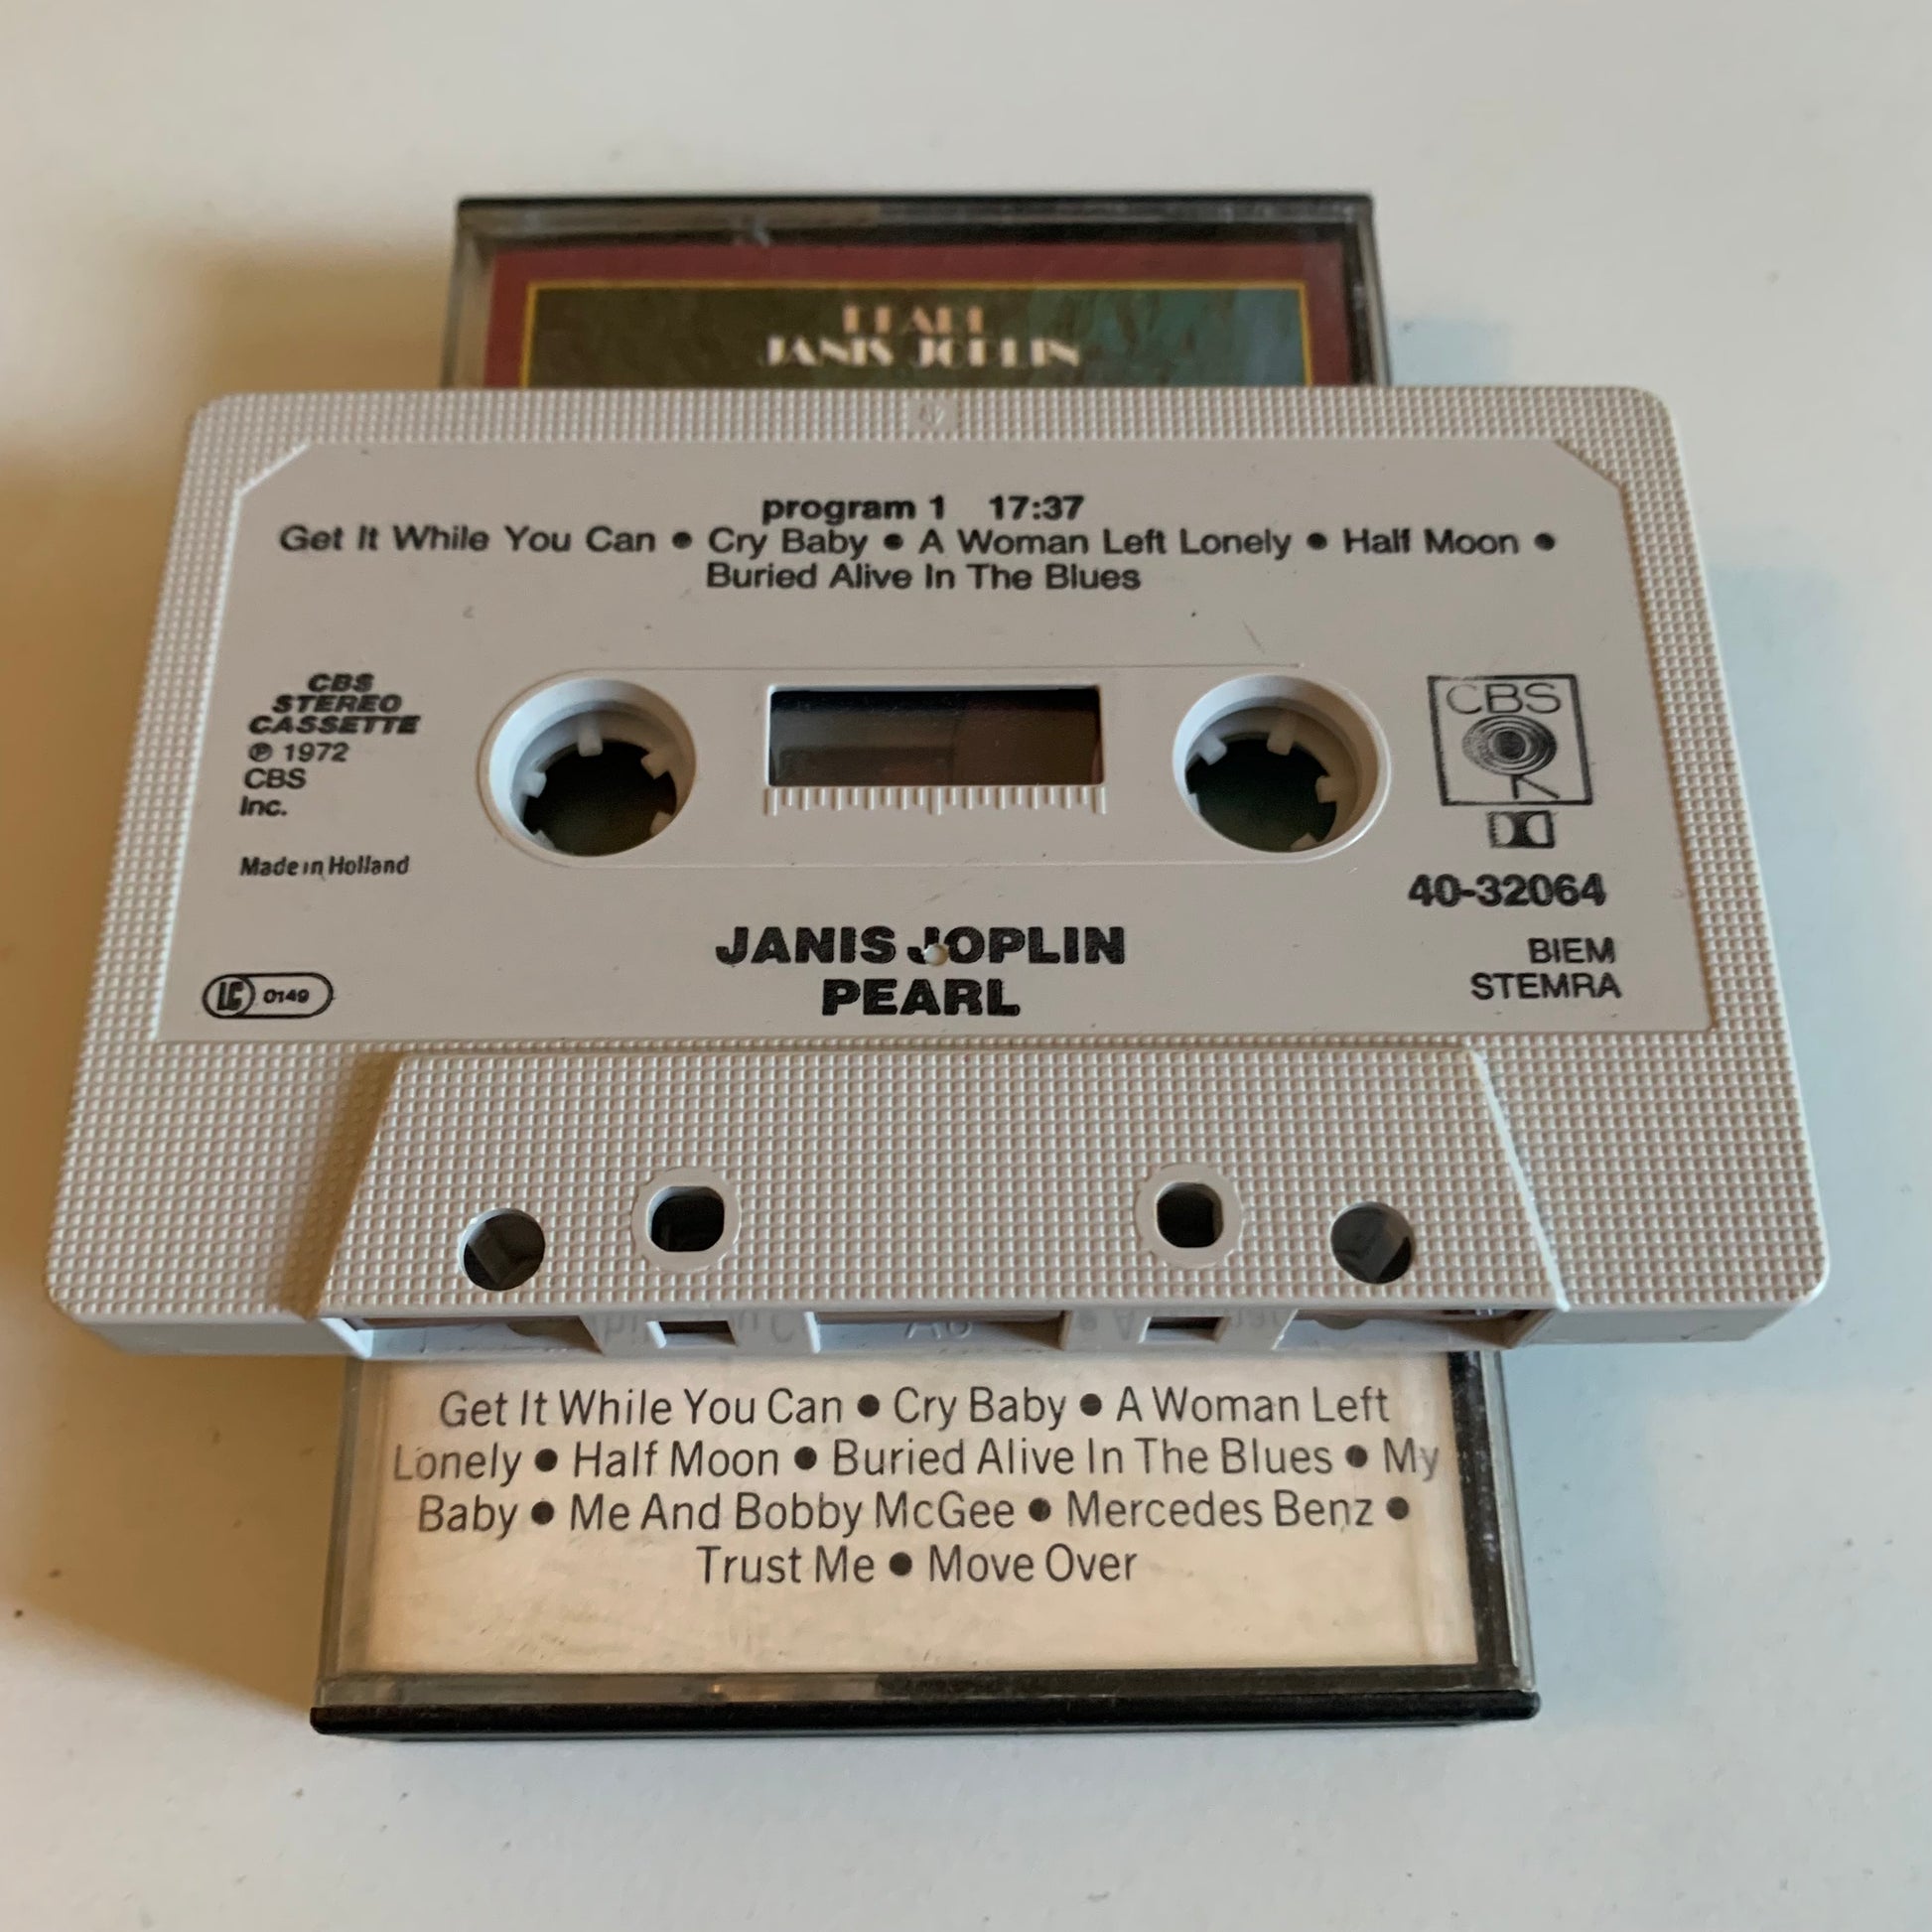 PEARL
JANIS JOPLIN
program 1 17:37
Get It While You Can • Cry Baby • A Woman Left Lonely • Half Moon •
Buried Alive In The Blues
CBS
STEREO
CASSETTE
℗ 1972
CBS
Inc.
Made in Holland
LC 0149
CBS
40-32064
BIEM
STEMRA
JANIS JOPLIN
PEARL
Get It While You Can • Cry Baby • A Woman Left
Lonely • Half Moon • Buried Alive In The Blues • My
Baby • Me And Bobby McGee • Mercedes Benz •
Trust Me • Move Over